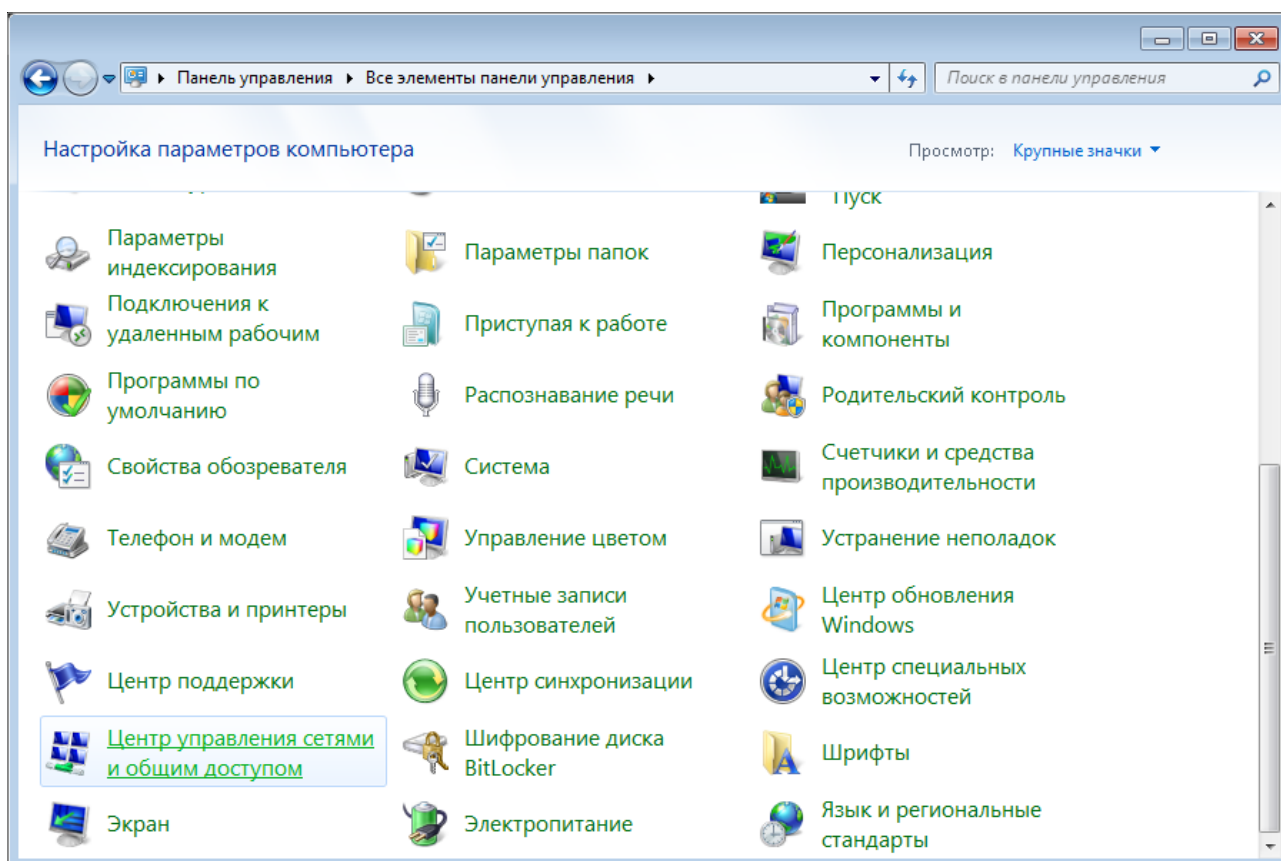 Панель управления ▸ Все элементы панели управления ▸
Поиск в панели управления
Настройка параметров компьютера
Просмотр: Крупные значки
Пуск
Параметры
индексирования
Параметры папок
Персонализация
Подключения к
удаленным рабочим
Приступая к работе
Программы и
компоненты
Программы по
умолчанию
Распознавание речи
Родительский контроль
Свойства обозревателя
Система
Счетчики и средства
производительности
Телефон и модем
Управление цветом
Устранение неполадок
Устройства и принтеры
Учетные записи
пользователей
Центр обновления
Windows
Центр поддержки
Центр синхронизации
Центр специальных
возможностей
Центр управления сетями
и общим доступом
Шифрование диска
BitLocker
Шрифты
Экран
Электропитание
Язык и региональные
стандарты